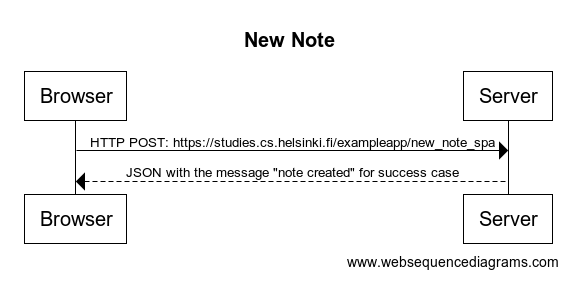 New Note
Browser Server
HTTP POST: https://studies.cs.helsinki.fi/exampleapp/new_note_spa
JSON with the message "note created" for success case
Browser Server
www.websequencediagrams.com